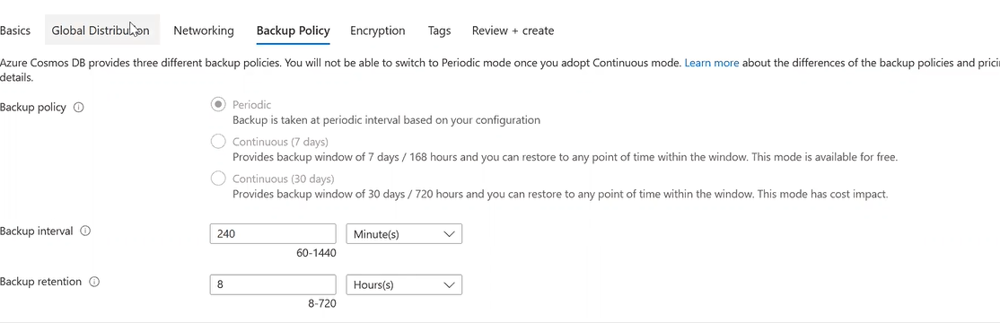 Basics Global Distribution Networking Backup Policy Encryption Tags Review + create
Azure Cosmos DB provides three different backup policies. You will not be able to switch to Periodic mode once you adopt Continuous mode. Learn more about the differences of the backup policies and prici
details.
Backup policy
Periodic
Backup is taken at periodic interval based on your configuration
Continuous (7 days)
Provides backup window of 7 days / 168 hours and you can restore to any point of time within the window. This mode is available for free.
Continuous (30 days)
Provides backup window of 30 days / 720 hours and you can restore to any point of time within the window. This mode has cost impact.
Backup interval 240 Minute(s)
60-1440
Backup retention 8 Hours(s)
8-720